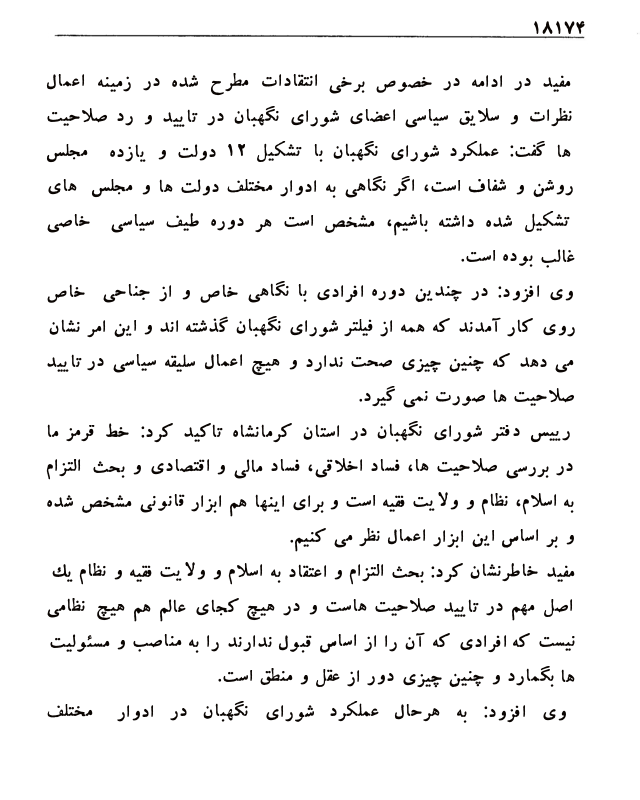 ۱۸۱۷۴
مفید در ادامه در خصوص برخی انتقادات مطرح شده در زمینه اعمال
نظرات و سلایق سیاسی اعضای شورای نگهبان در تایید و رد صلاحیت
ها گفت: عملکرد شورای نگهبان با تشکیل ۱۲ دولت و یازده مجلس
روشن و شفاف است، اگر نگاهی به ادوار مختلف دولت ها و مجلس های
تشکیل شده داشته باشیم، مشخص است هر دوره طیف سیاسی خاصی
غالب بوده است.
وی افزود: در چندین دوره افرادی با نگاهی خاص و از جناحی خاص
روی کار آمدند که همه از فیلتر شورای نگهبان گذشته اند و این امر نشان
می دهد که چنین چیزی صحت ندارد و هیچ اعمال سلیقه سیاسی در تایید
صلاحیت ها صورت نمی گیرد.
رییس دفتر شورای نگهبان در استان کرمانشاه تاکید کرد: خط قرمز ما
در بررسی صلاحیت ها، فساد اخلاقی، فساد مالی و اقتصادی و بحث التزام
به اسلام، نظام و ولایت فقیه است و برای اینها هم ابزار قانونی مشخص شده
و بر اساس این ابزار اعمال نظر می کنیم.
مفید خاطرنشان کرد: بحث التزام و اعتقاد به اسلام و ولایت فقیه و نظام یك
اصل مهم در تایید صلاحیت هاست و در هیچ کجای عالم هم هیچ نظامی
نیست که افرادی که آن را از اساس قبول ندارند را به مناصب و مسئولیت
ها بگمارد و چنین چیزی دور از عقل و منطق است.
وی افزود: به هرحال عملکرد شورای نگهبان در ادوار مختلف